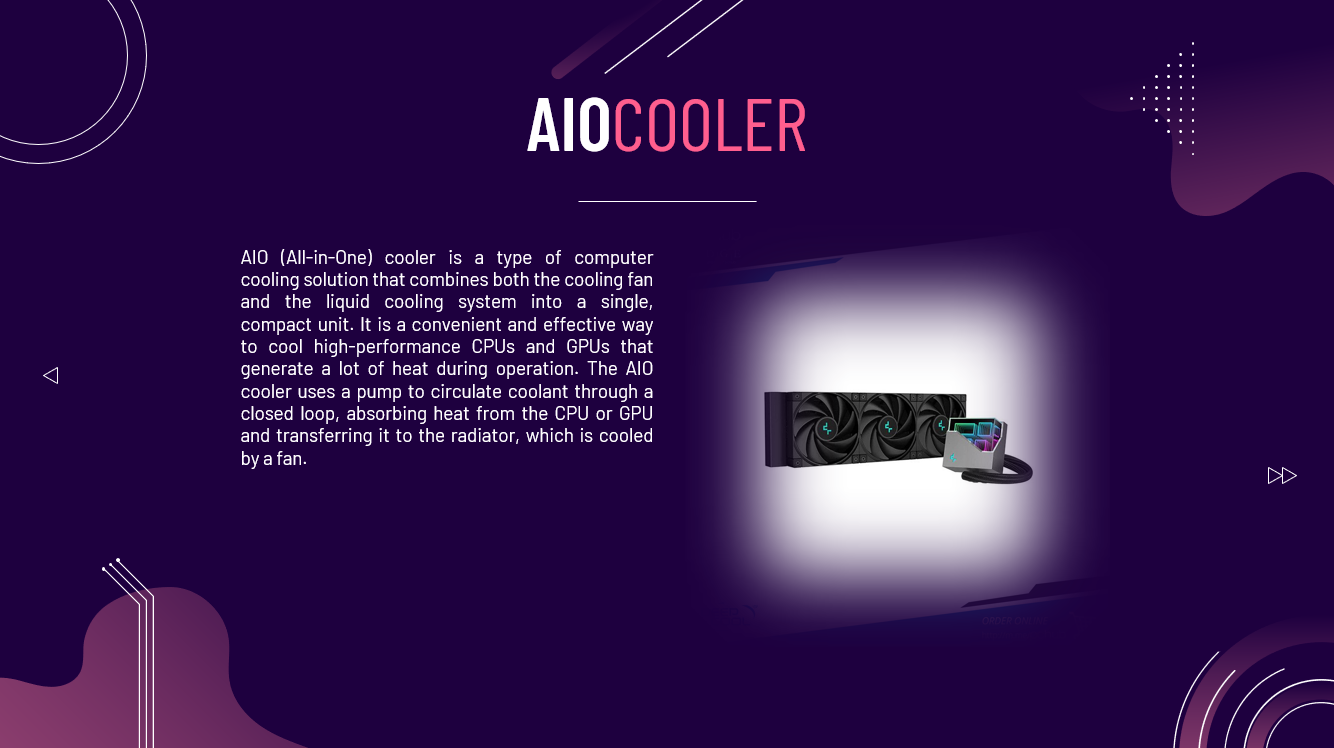 AIOCOOLER
AIO (All-in-One) cooler is a type of computer
cooling solution that combines both the cooling fan
and the liquid cooling system into a single,
compact unit. It is a convenient and effective way
to cool high-performance CPUs and GPUs that
generate a lot of heat during operation. The AIO
cooler uses a pump to circulate coolant through a
closed loop, absorbing heat from the CPU or GPU
and transferring it to the radiator, which is cooled
by a fan.